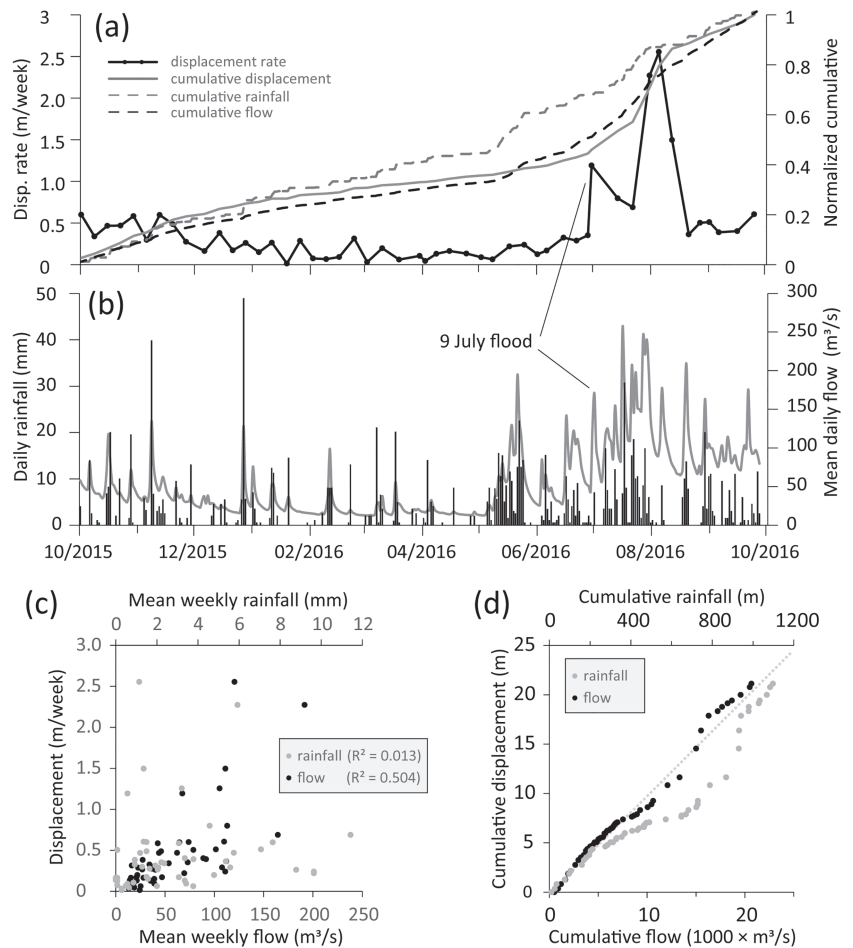 (a)
displacement rate
cumulative displacement
cumulative rainfall
cumulative flow
Disp. rate (m/week)
3
2.5
2.0
1.5
1.0
0.5
0
Normalized cumulative
1
0.8
0.6
0.4
0.2
0
(b)
9 July flood
Daily rainfall (mm)
50
40
30
20
10
0
Mean daily flow (m³/s)
300
250
200
150
100
50
0
10/2015 12/2015 02/2016 04/2016 06/2016 08/2016 10/2016
(c)
Mean weekly rainfall (mm)
0 2 4 6 8 10 12
Displacement (m/week)
3.0
2.5
2.0
1.5
1.0
0.5
0
rainfall (R² = 0.013)
flow (R² = 0.504)
0 50 100 150 200 250
Mean weekly flow (m³/s)
(d)
Cumulative rainfall (m)
0 400 800 1200
Cumulative displacement (m)
25
20
15
10
5
0
rainfall
flow
0 10 20
Cumulative flow (1000 × m³/s)